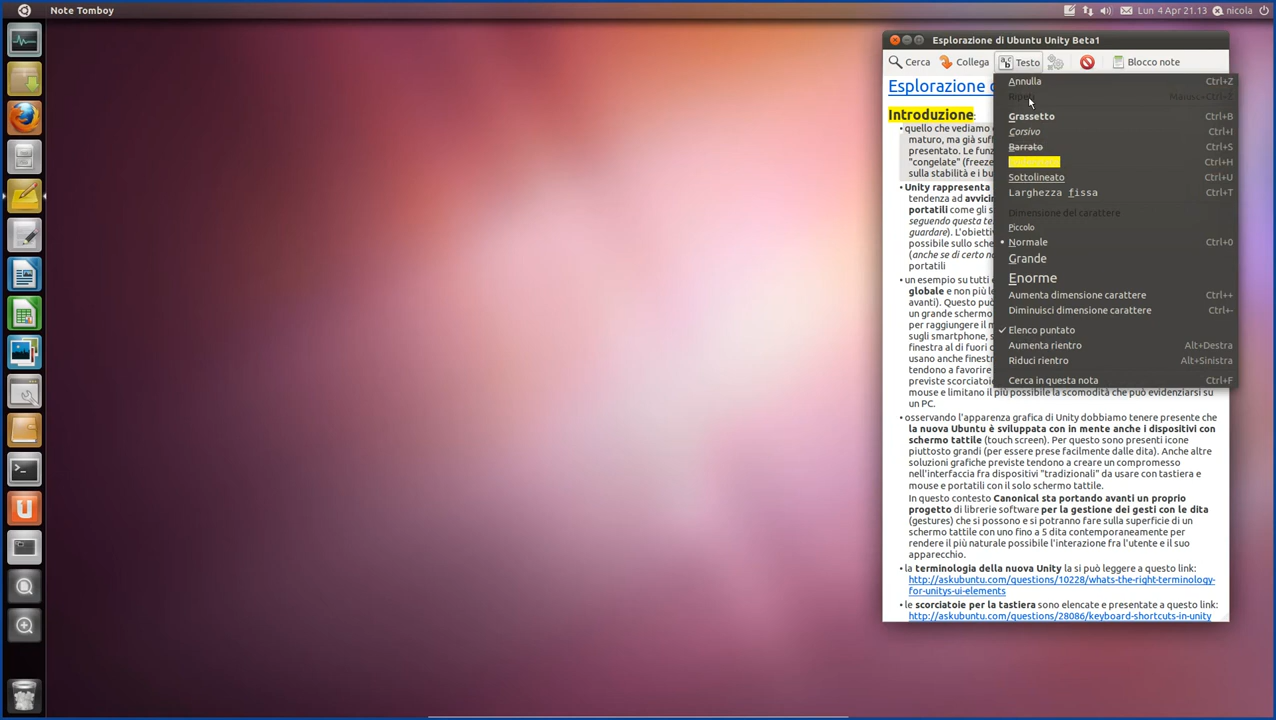 Note Tomboy
Lun 4 Apr 21.13
nicola
Esplorazione di Ubuntu Unity Beta1
Cerca
Collega
Testo
Blocco note
Esplorazione d
Introduzione:
• quello che vediamo
maturo, ma già suff
presentato. Le funz
"congelate" (freeze
sulla stabilità e i bu
• Unity rappresenta
tendenza ad avvicin
portatili come gli s
seguendo questa te
guardare). L'obietti
possibile sullo sche
(anche se di certo n
portatili
• un esempio su tutti
globale e non più le
avanti). Questo può
un grande schermo
per raggiungere il m
sugli smartphone, s
finestra al di fuori c
usano anche finestr
tendono a favorire
previste scorciatoie
mouse e limitano il più possibile la scomodità che può evidenziarsi su
un PC.
• osservando l'apparenza grafica di Unity dobbiamo tenere presente che
la nuova Ubuntu è sviluppata con in mente anche i dispositivi con
schermo tattile (touch screen). Per questo sono presenti icone
piuttosto grandi (per essere prese facilmente dalle dita). Anche altre
soluzioni grafiche previste tendono a creare un compromesso
nell'interfaccia fra dispositivi "tradizionali" da usare con tastiera e
mouse e portatili con il solo schermo tattile.
In questo contesto Canonical sta portando avanti un proprio
progetto di librerie software per la gestione dei gesti con le dita
(gestures) che si possono e si potranno fare sulla superficie di un
schermo tattile con uno fino a 5 dita contemporaneamente per
rendere il più naturale possibile l'interazione fra l'utente e il suo
apparecchio.
• la terminologia della nuova Unity la si può leggere a questo link:
http://askubuntu.com/questions/10228/whats-the-right-terminology-
for-unitys-ui-elements
• le scorciatoie per la tastiera sono elencate e presentate a questo link:
http://askubuntu.com/questions/28086/keyboard-shortcuts-in-unity
Annulla Ctrl+Z
Grassetto Ctrl+B
Corsivo Ctrl+I
Barrato Ctrl+S
Ctrl+H
Sottolineato Ctrl+U
Larghezza fissa Ctrl+T
Dimensione del carattere
Piccolo
• Normale Ctrl+0
Grande
Enorme
Aumenta dimensione carattere Ctrl++
Diminuisci dimensione carattere Ctrl+-
✓ Elenco puntato
Aumenta rientro Alt+Destra
Riduci rientro Alt+Sinistra
Cerca in questa nota Ctrl+F